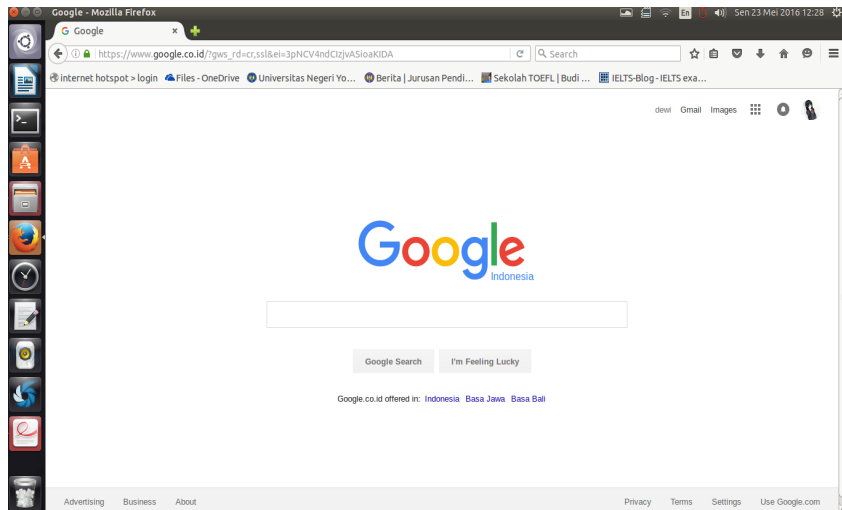 Google - Mozilla Firefox
En
Sen 23 Mei 2016 12:28
Google
https://www.google.co.id/?gws_rd=cr,ssl&ei=3pNCV4ndCIzjvASioaKIDA
Search
internet hotspot > login
Files - OneDrive
Universitas Negeri Yo...
Berita | Jurusan Pendi...
Sekolah TOEFL | Budi ...
IELTS-Blog - IELTS exa...
dewi Gmail Images
Google
Indonesia
Google Search
I'm Feeling Lucky
Google.co.id offered in: Indonesia Basa Jawa Basa Bali
Advertising Business About
Privacy Terms Settings Use Google.com